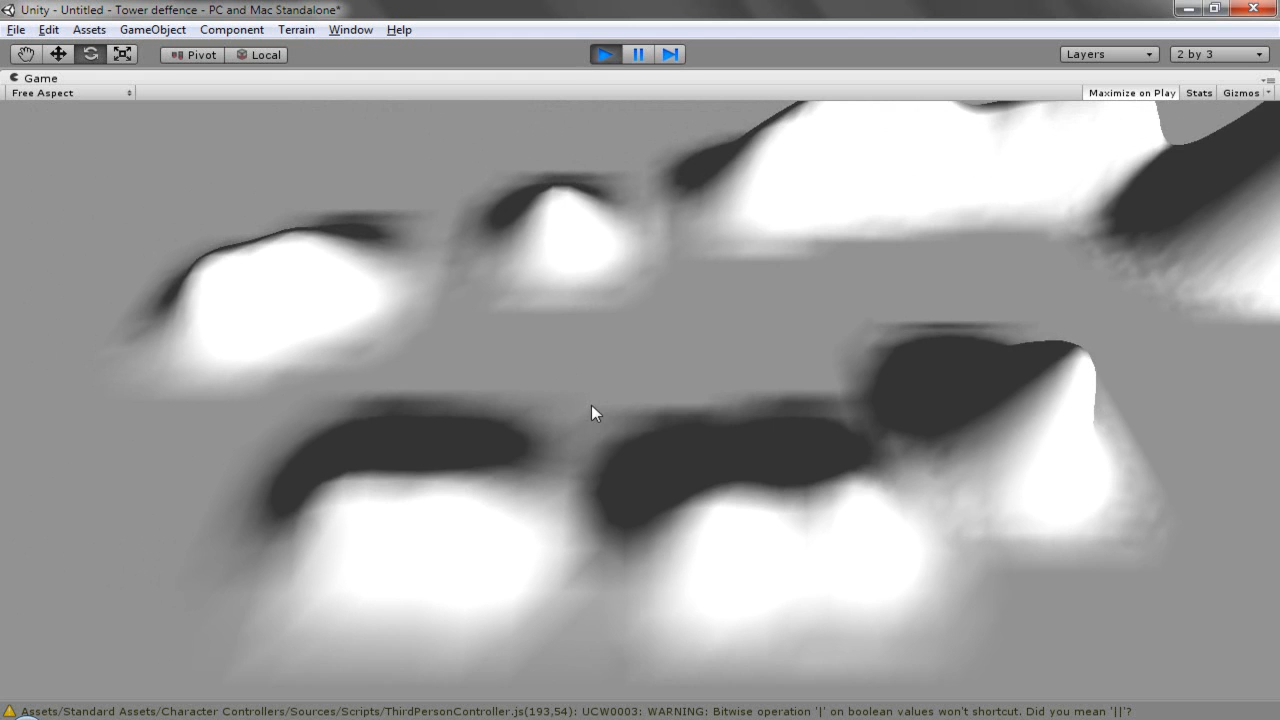 Unity - Untitled - Tower deffence - PC and Mac Standalone*
File Edit Assets GameObject Component Terrain Window Help
Pivot Local Layers 2 by 3
Game
Free Aspect Maximize on Play Stats Gizmos
Assets/Standard Assets/Character Controllers/Sources/Scripts/ThirdPersonController.js(193,54): UCW0003: WARNING: Bitwise operation '|' on boolean values won't shortcut. Did you mean '||'?